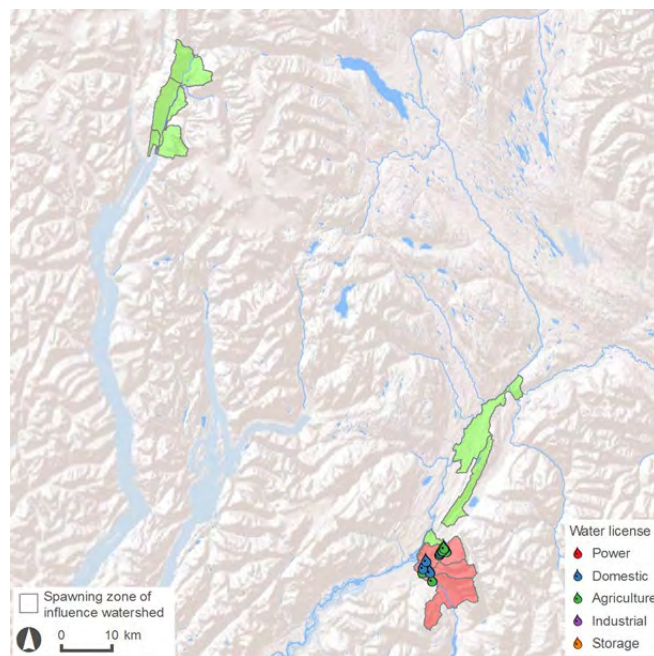 Water license
Power
Domestic
Agriculture
Industrial
Storage
Spawning zone of
influence watershed
0 10 km